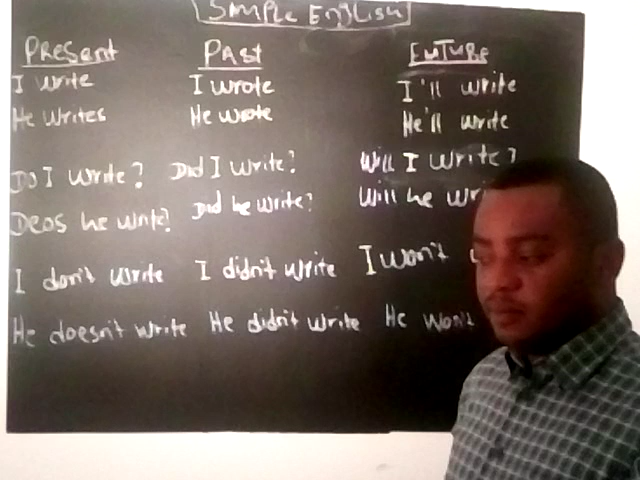 SIMPLE English
Present Past FUTURE
I write I wrote I'll write
He writes He wrote He'll write
Do I write? Did I write? Will I write?
Deos he write? Did he write? Will he
I don't write I didn't write I won't
He doesn't write He didn't write He won't